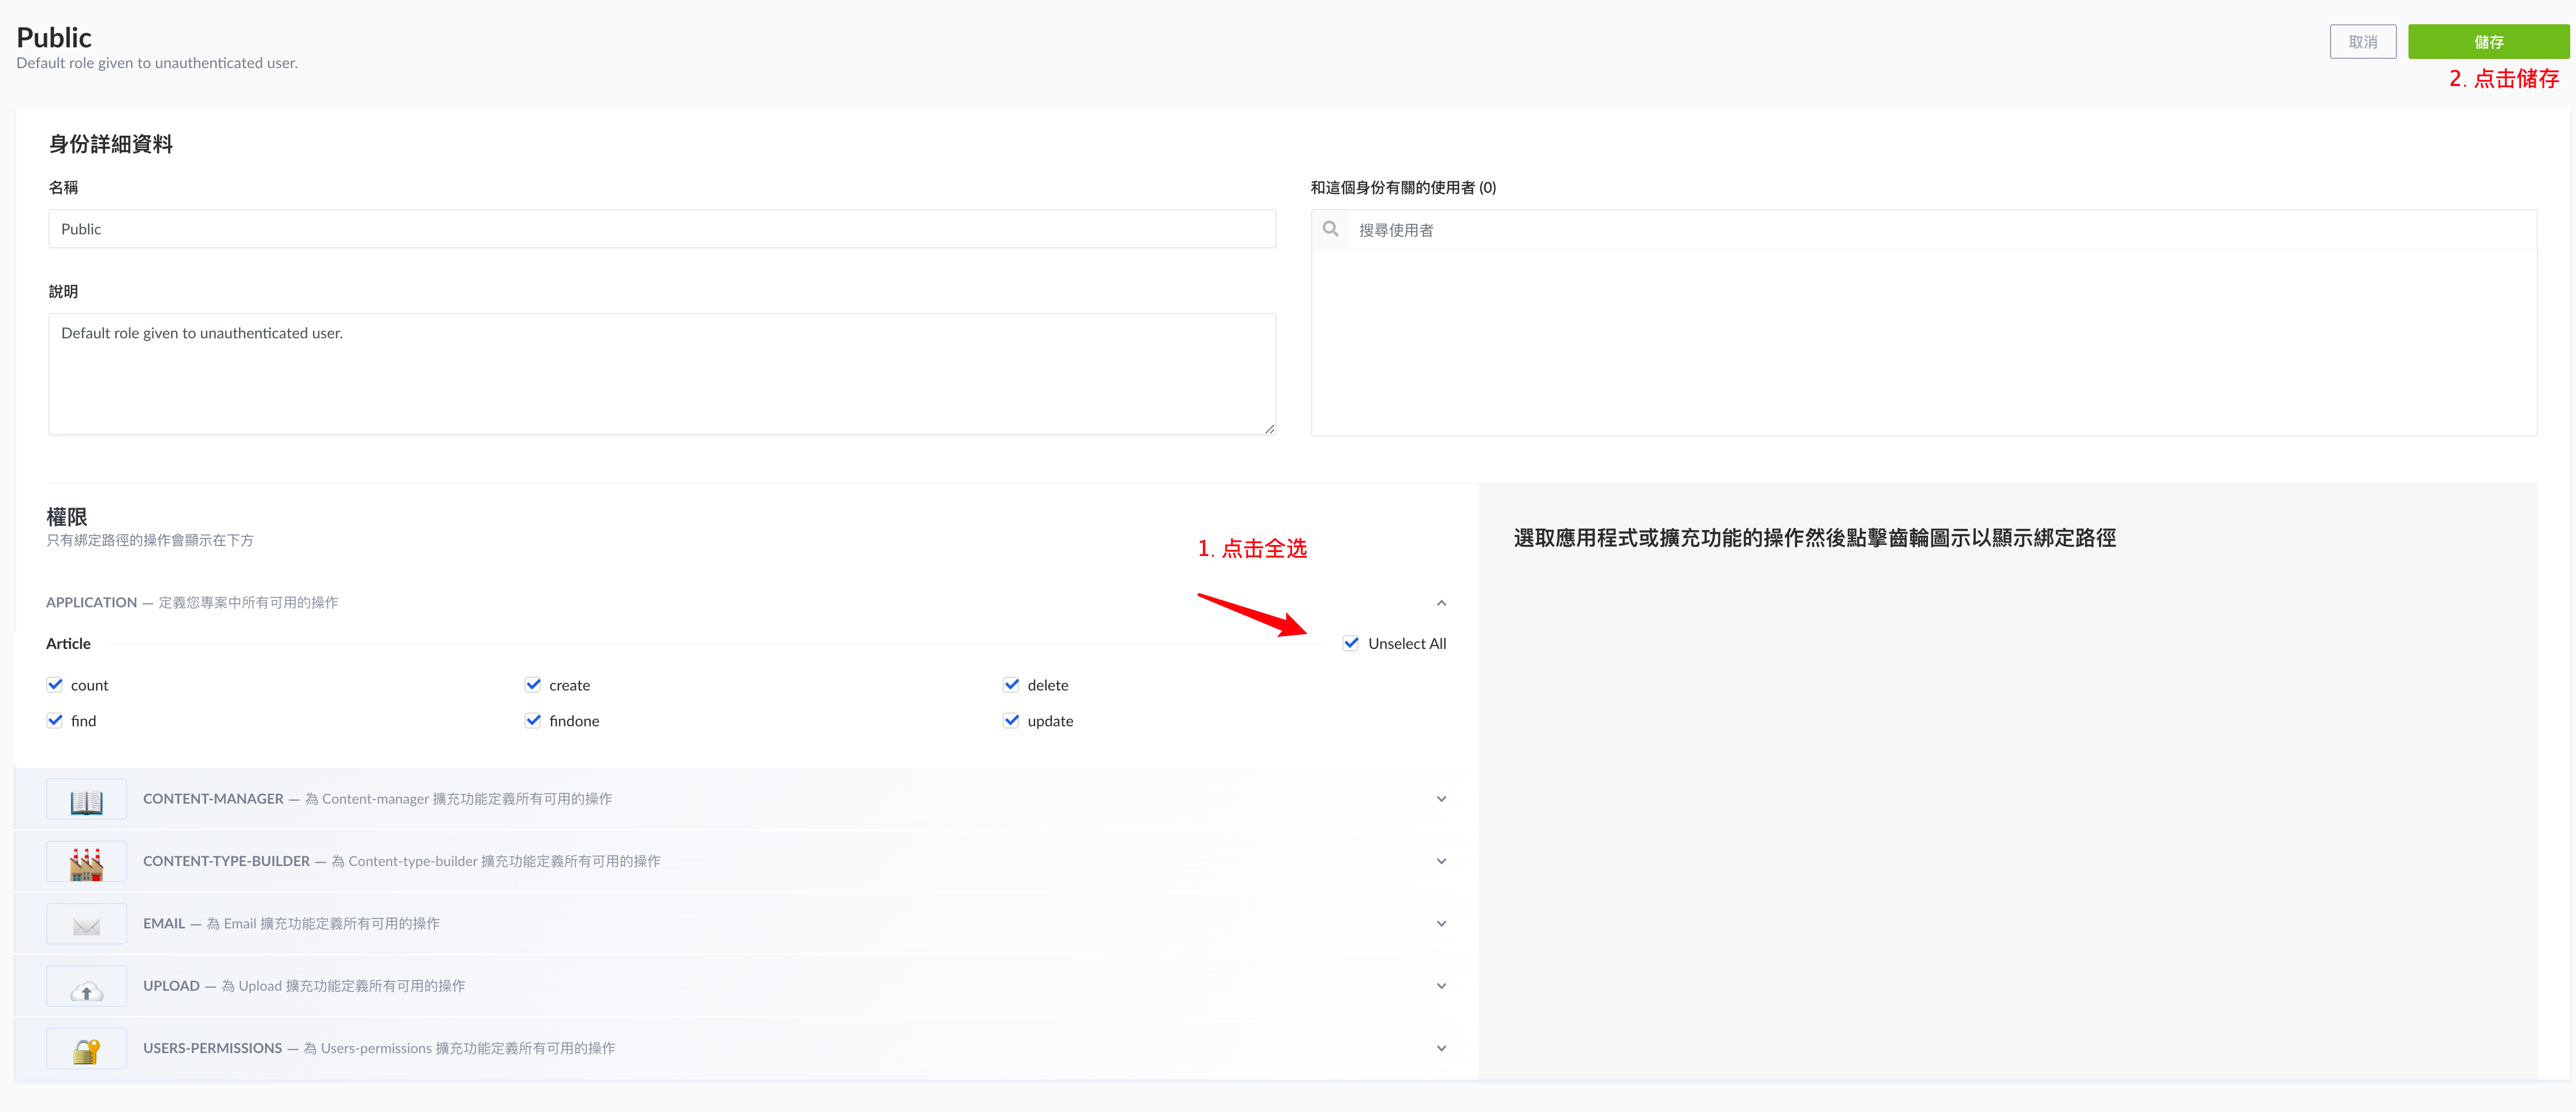 Public
Default role given to unauthenticated user.
取消
儲存
2. 点击储存
身份詳細資料
名稱
Public
說明
Default role given to unauthenticated user.
和這個身份有關的使用者 (0)
搜尋使用者
權限
只有綁定路徑的操作會顯示在下方
1. 点击全选
APPLICATION — 定義您專案中所有可用的操作
Article
Unselect All
count
create
delete
find
findone
update
CONTENT-MANAGER — 為 Content-manager 擴充功能定義所有可用的操作
CONTENT-TYPE-BUILDER — 為 Content-type-builder 擴充功能定義所有可用的操作
EMAIL — 為 Email 擴充功能定義所有可用的操作
UPLOAD — 為 Upload 擴充功能定義所有可用的操作
USERS-PERMISSIONS — 為 Users-permissions 擴充功能定義所有可用的操作
選取應用程式或擴充功能的操作然後點擊齒輪圖示以顯示綁定路徑